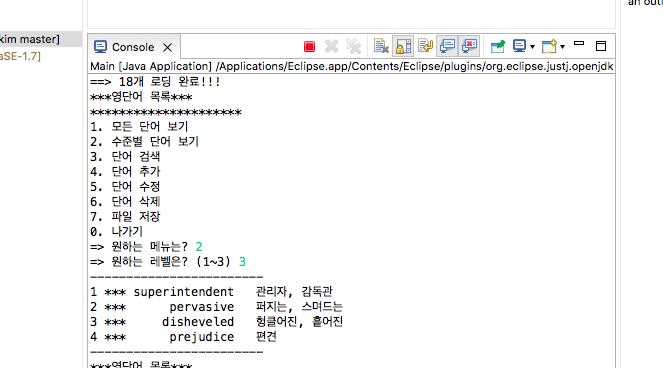 an outl
kim master]
aSE-1.7]
Console
Main [Java Application] /Applications/Eclipse.app/Contents/Eclipse/plugins/org.eclipse.justj.openjdk
==> 18개 로딩 완료!!!
***영단어 목록***
**********************
1. 모든 단어 보기
2. 수준별 단어 보기
3. 단어 검색
4. 단어 추가
5. 단어 수정
6. 단어 삭제
7. 파일 저장
0. 나가기
=> 원하는 메뉴는? 2
=> 원하는 레벨은? (1~3) 3
-------------------------
1 *** superintendent 관리자, 감독관
2 *** pervasive 퍼지는, 스며드는
3 *** disheveled 헝클어진, 흩어진
4 *** prejudice 편견
-------------------------
***영단어 목록***